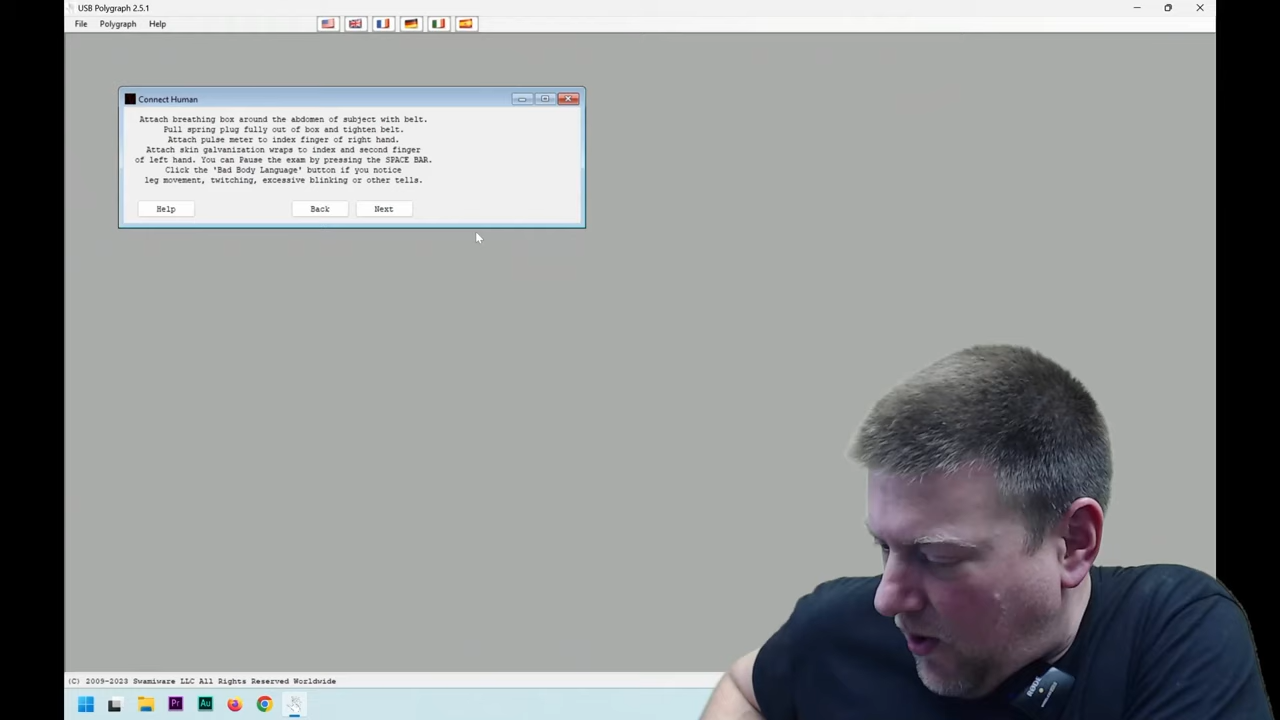 USB Polygraph 2.5.1
File Polygraph Help
Connect Human
Attach breathing box around the abdomen of subject with belt.
Pull spring plug fully out of box and tighten belt.
Attach pulse meter to index finger of right hand.
Attach skin galvanization wraps to index and second finger
of left hand. You can Pause the exam by pressing the SPACE BAR.
Click the 'Bad Body Language' button if you notice
leg movement, twitching, excessive blinking or other tells.
Help Back Next
RØDE
(C) 2009-2023 Swamiware LLC All Rights Reserved Worldwide
Pr Au